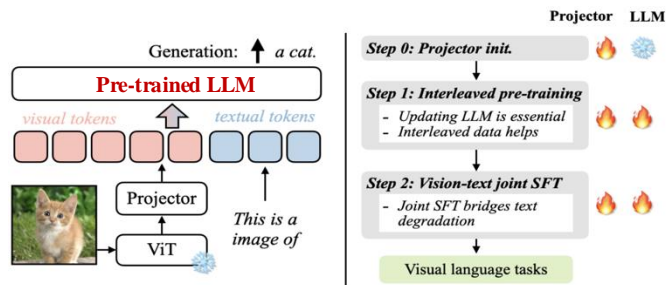 Generation: a cat.
Pre-trained LLM
visual tokens
textual tokens
Projector
ViT
This is a
image of
Projector LLM
Step 0: Projector init.
Step 1: Interleaved pre-training
- Updating LLM is essential
- Interleaved data helps
Step 2: Vision-text joint SFT
- Joint SFT bridges text
degradation
Visual language tasks